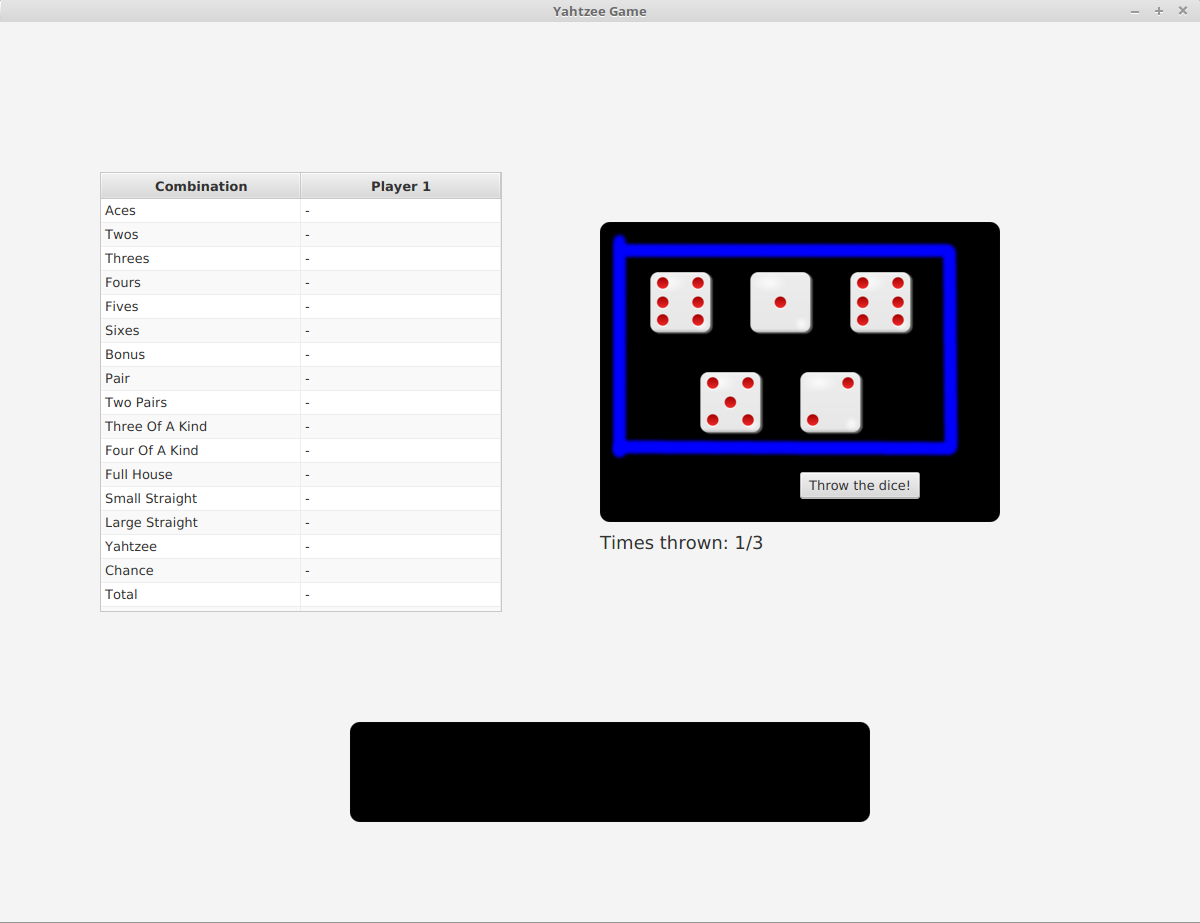 Yahtzee Game
Combination Player 1
Aces -
Twos -
Threes -
Fours -
Fives -
Sixes -
Bonus -
Pair -
Two Pairs -
Three Of A Kind -
Four Of A Kind -
Full House -
Small Straight -
Large Straight -
Yahtzee -
Chance -
Total -
Throw the dice!
Times thrown: 1/3